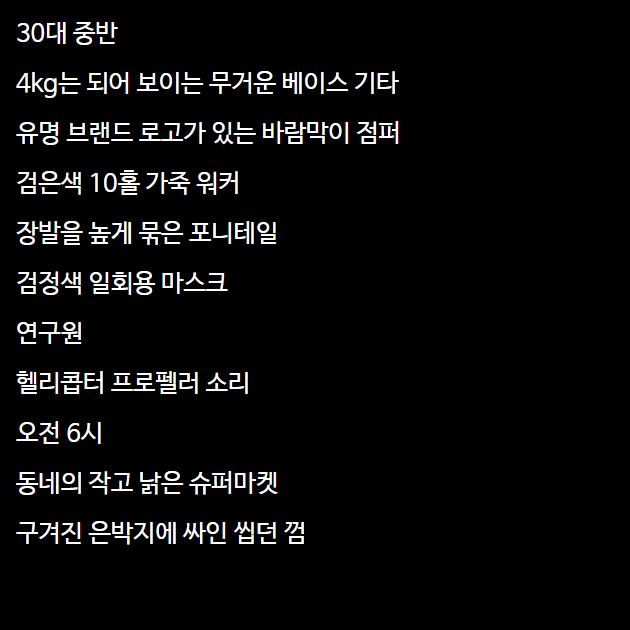 30대 중반
4kg는 되어 보이는 무거운 베이스 기타
유명 브랜드 로고가 있는 바람막이 점퍼
검은색 10홀 가죽 워커
장발을 높게 묶은 포니테일
검정색 일회용 마스크
연구원
헬리콥터 프로펠러 소리
오전 6시
동네의 작고 낡은 슈퍼마켓
구겨진 은박지에 싸인 씹던 껌